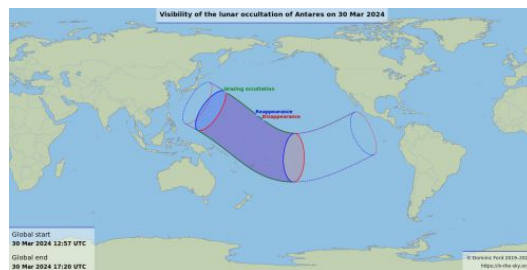 Visibility of the lunar occultation of Antares on 30 Mar 2024
Grazing occultation
Reappearance
Disappearance
Global start
30 Mar 2024 12:57 UTC
Global end
30 Mar 2024 17:20 UTC
© Dominic Ford 2019–
https://in-the-sky.